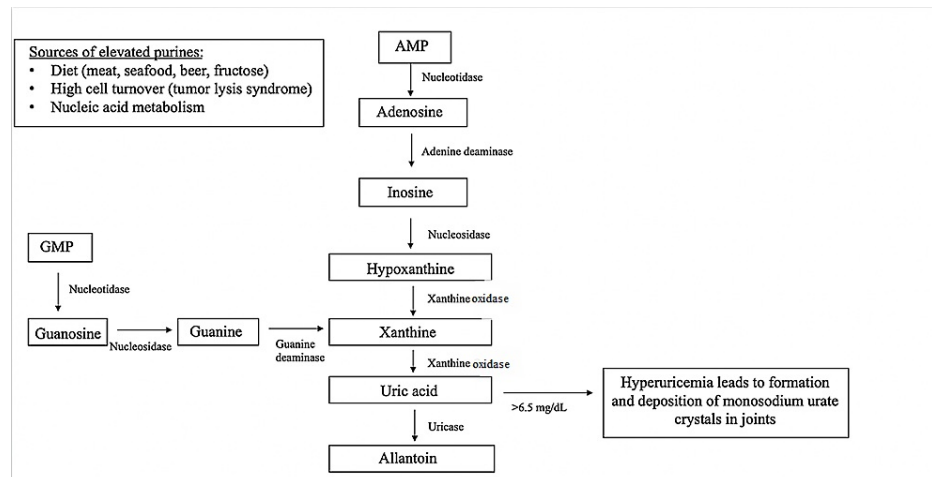 Sources of elevated purines:
• Diet (meat, seafood, beer, fructose)
• High cell turnover (tumor lysis syndrome)
• Nucleic acid metabolism
AMP
Nucleotidase
Adenosine
Adenine deaminase
Inosine
Nucleosidase
Hypoxanthine
Xanthine oxidase
GMP
Nucleotidase
Guanosine
Nucleosidase
Guanine
Guanine
deaminase
Xanthine
Xanthine oxidase
Uric acid
>6.5 mg/dL
Hyperuricemia leads to formation
and deposition of monosodium urate
crystals in joints
Uricase
Allantoin